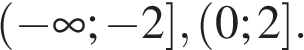 (−∞; −2], (0; 2].